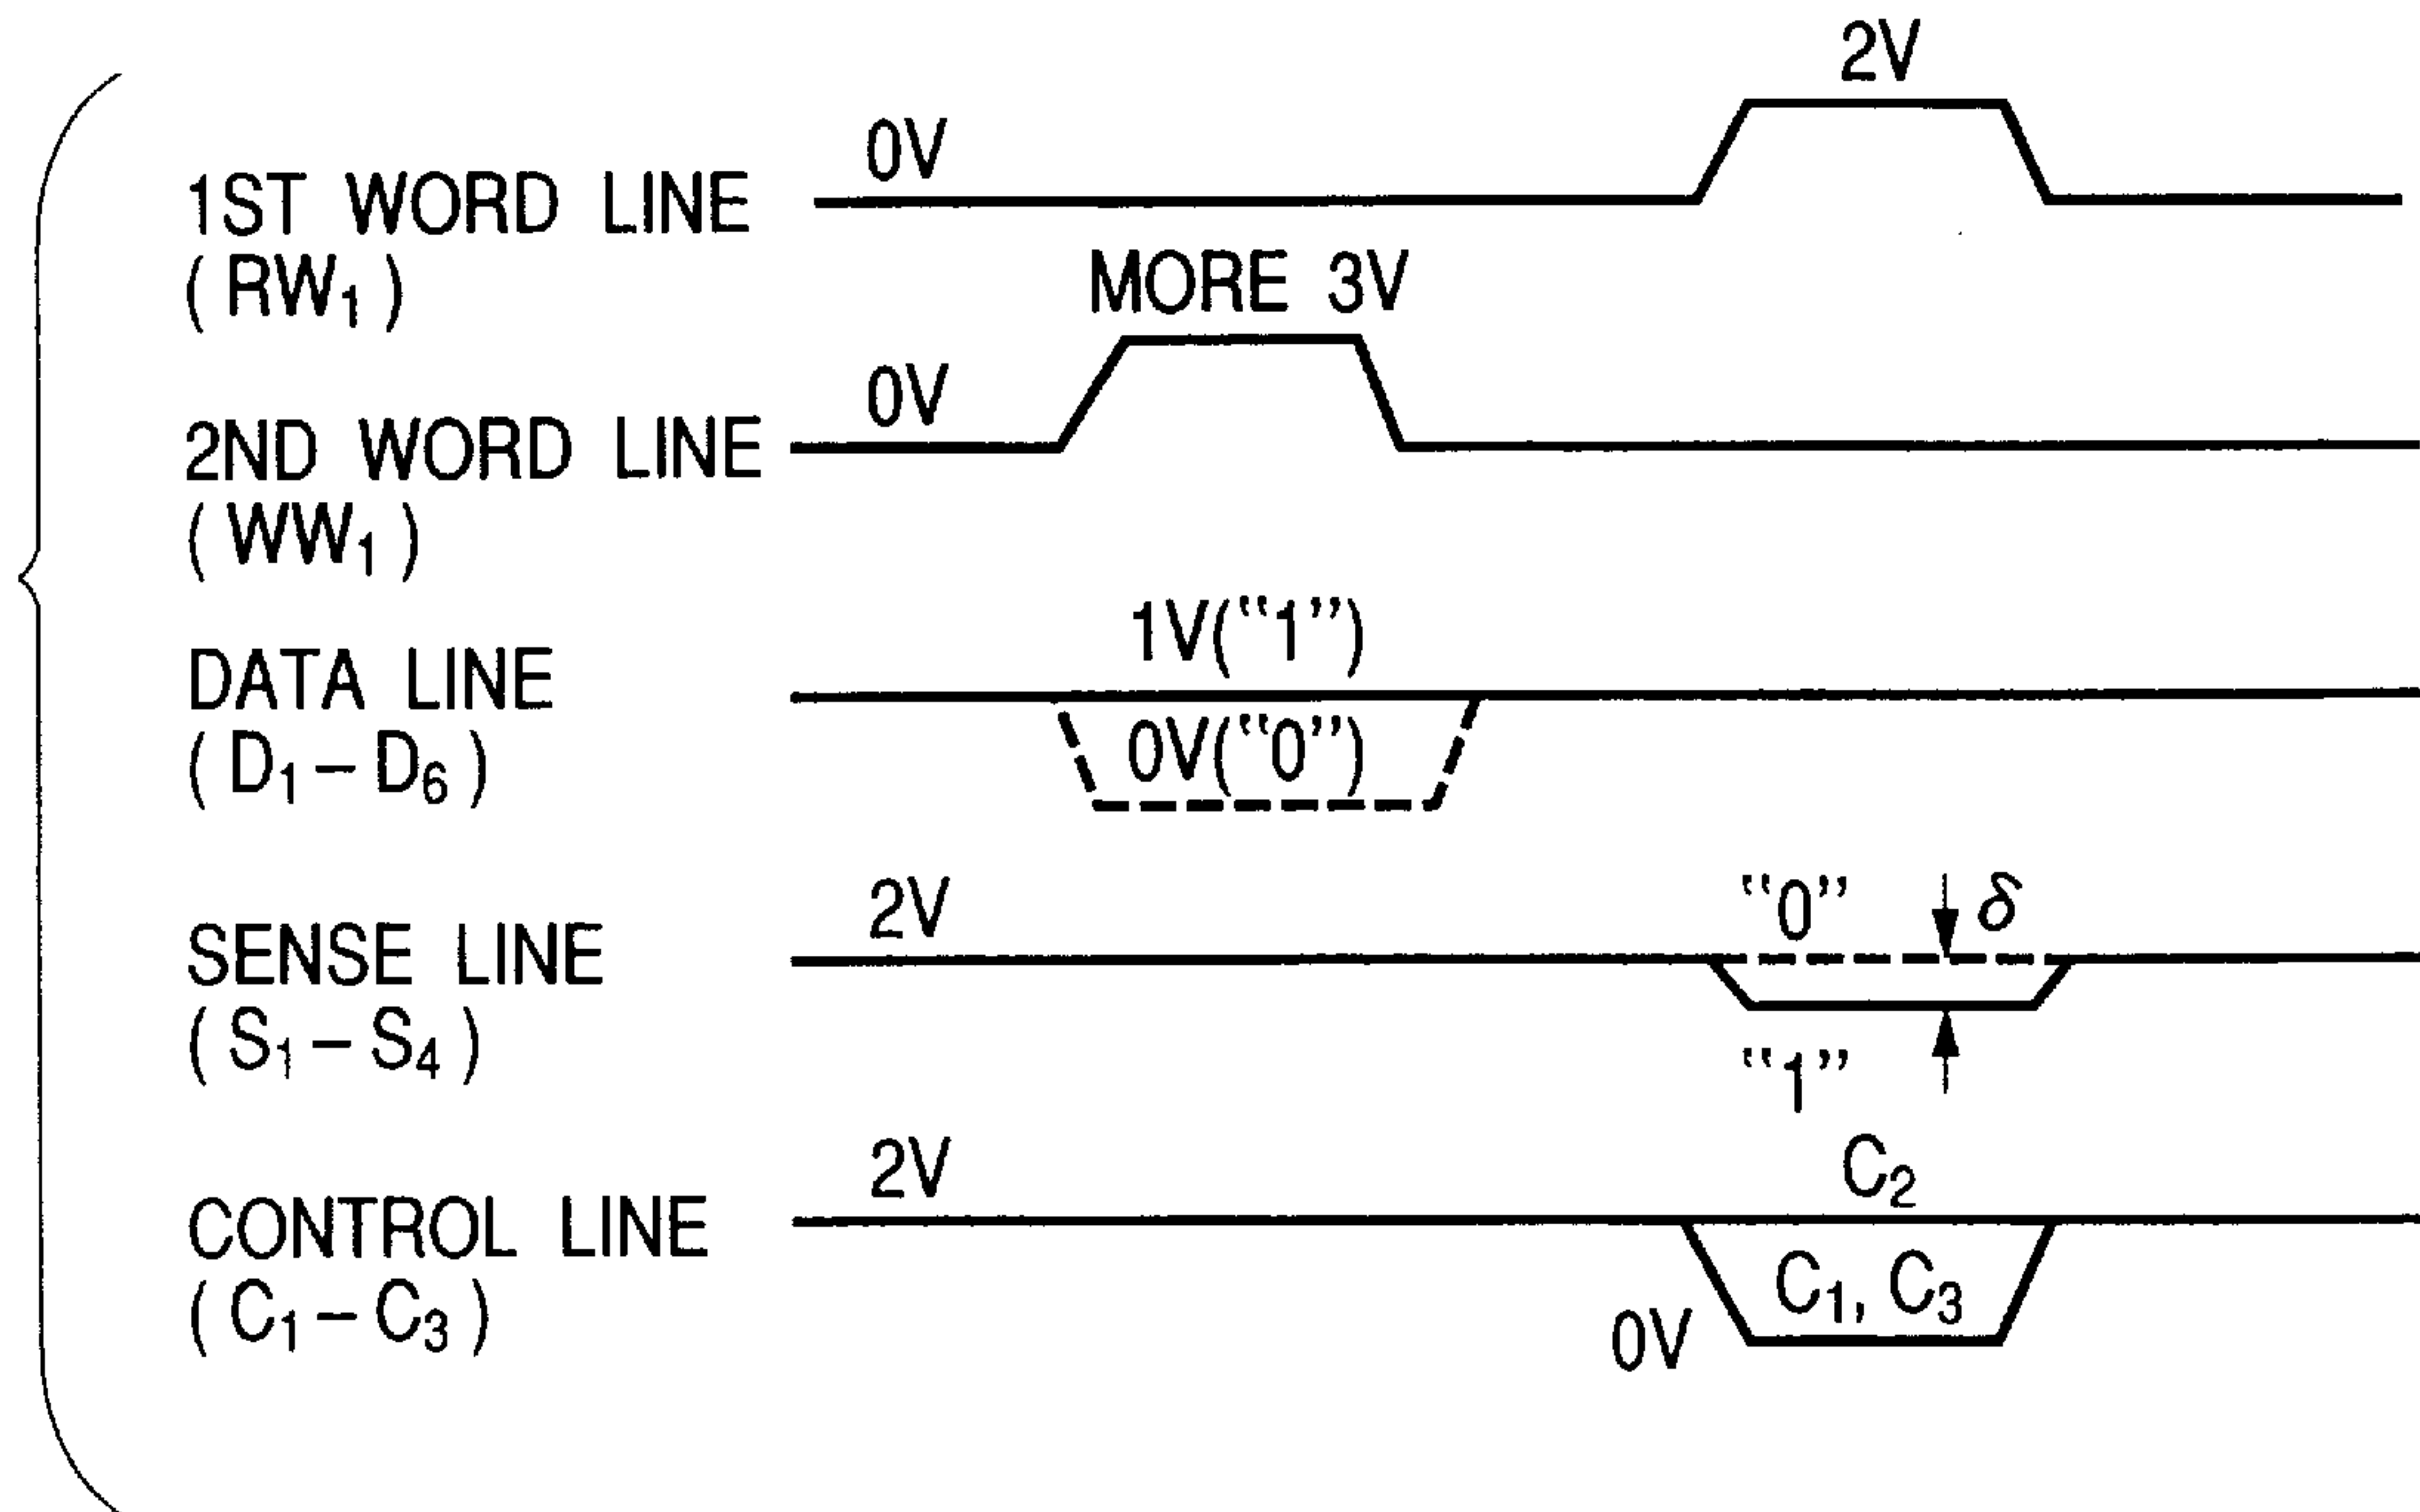 2V
0V
1ST WORD LINE
(RW₁)
MORE 3V
0V
2ND WORD LINE
(WW₁)
1V(“1”)
DATA LINE
0V(“0”)
(D₁–D₆)
2V
“0”
δ
SENSE LINE
(S₁–S₄)
“1”
2V
C₂
CONTROL LINE
C₁, C₃
(C₁–C₃)
0V